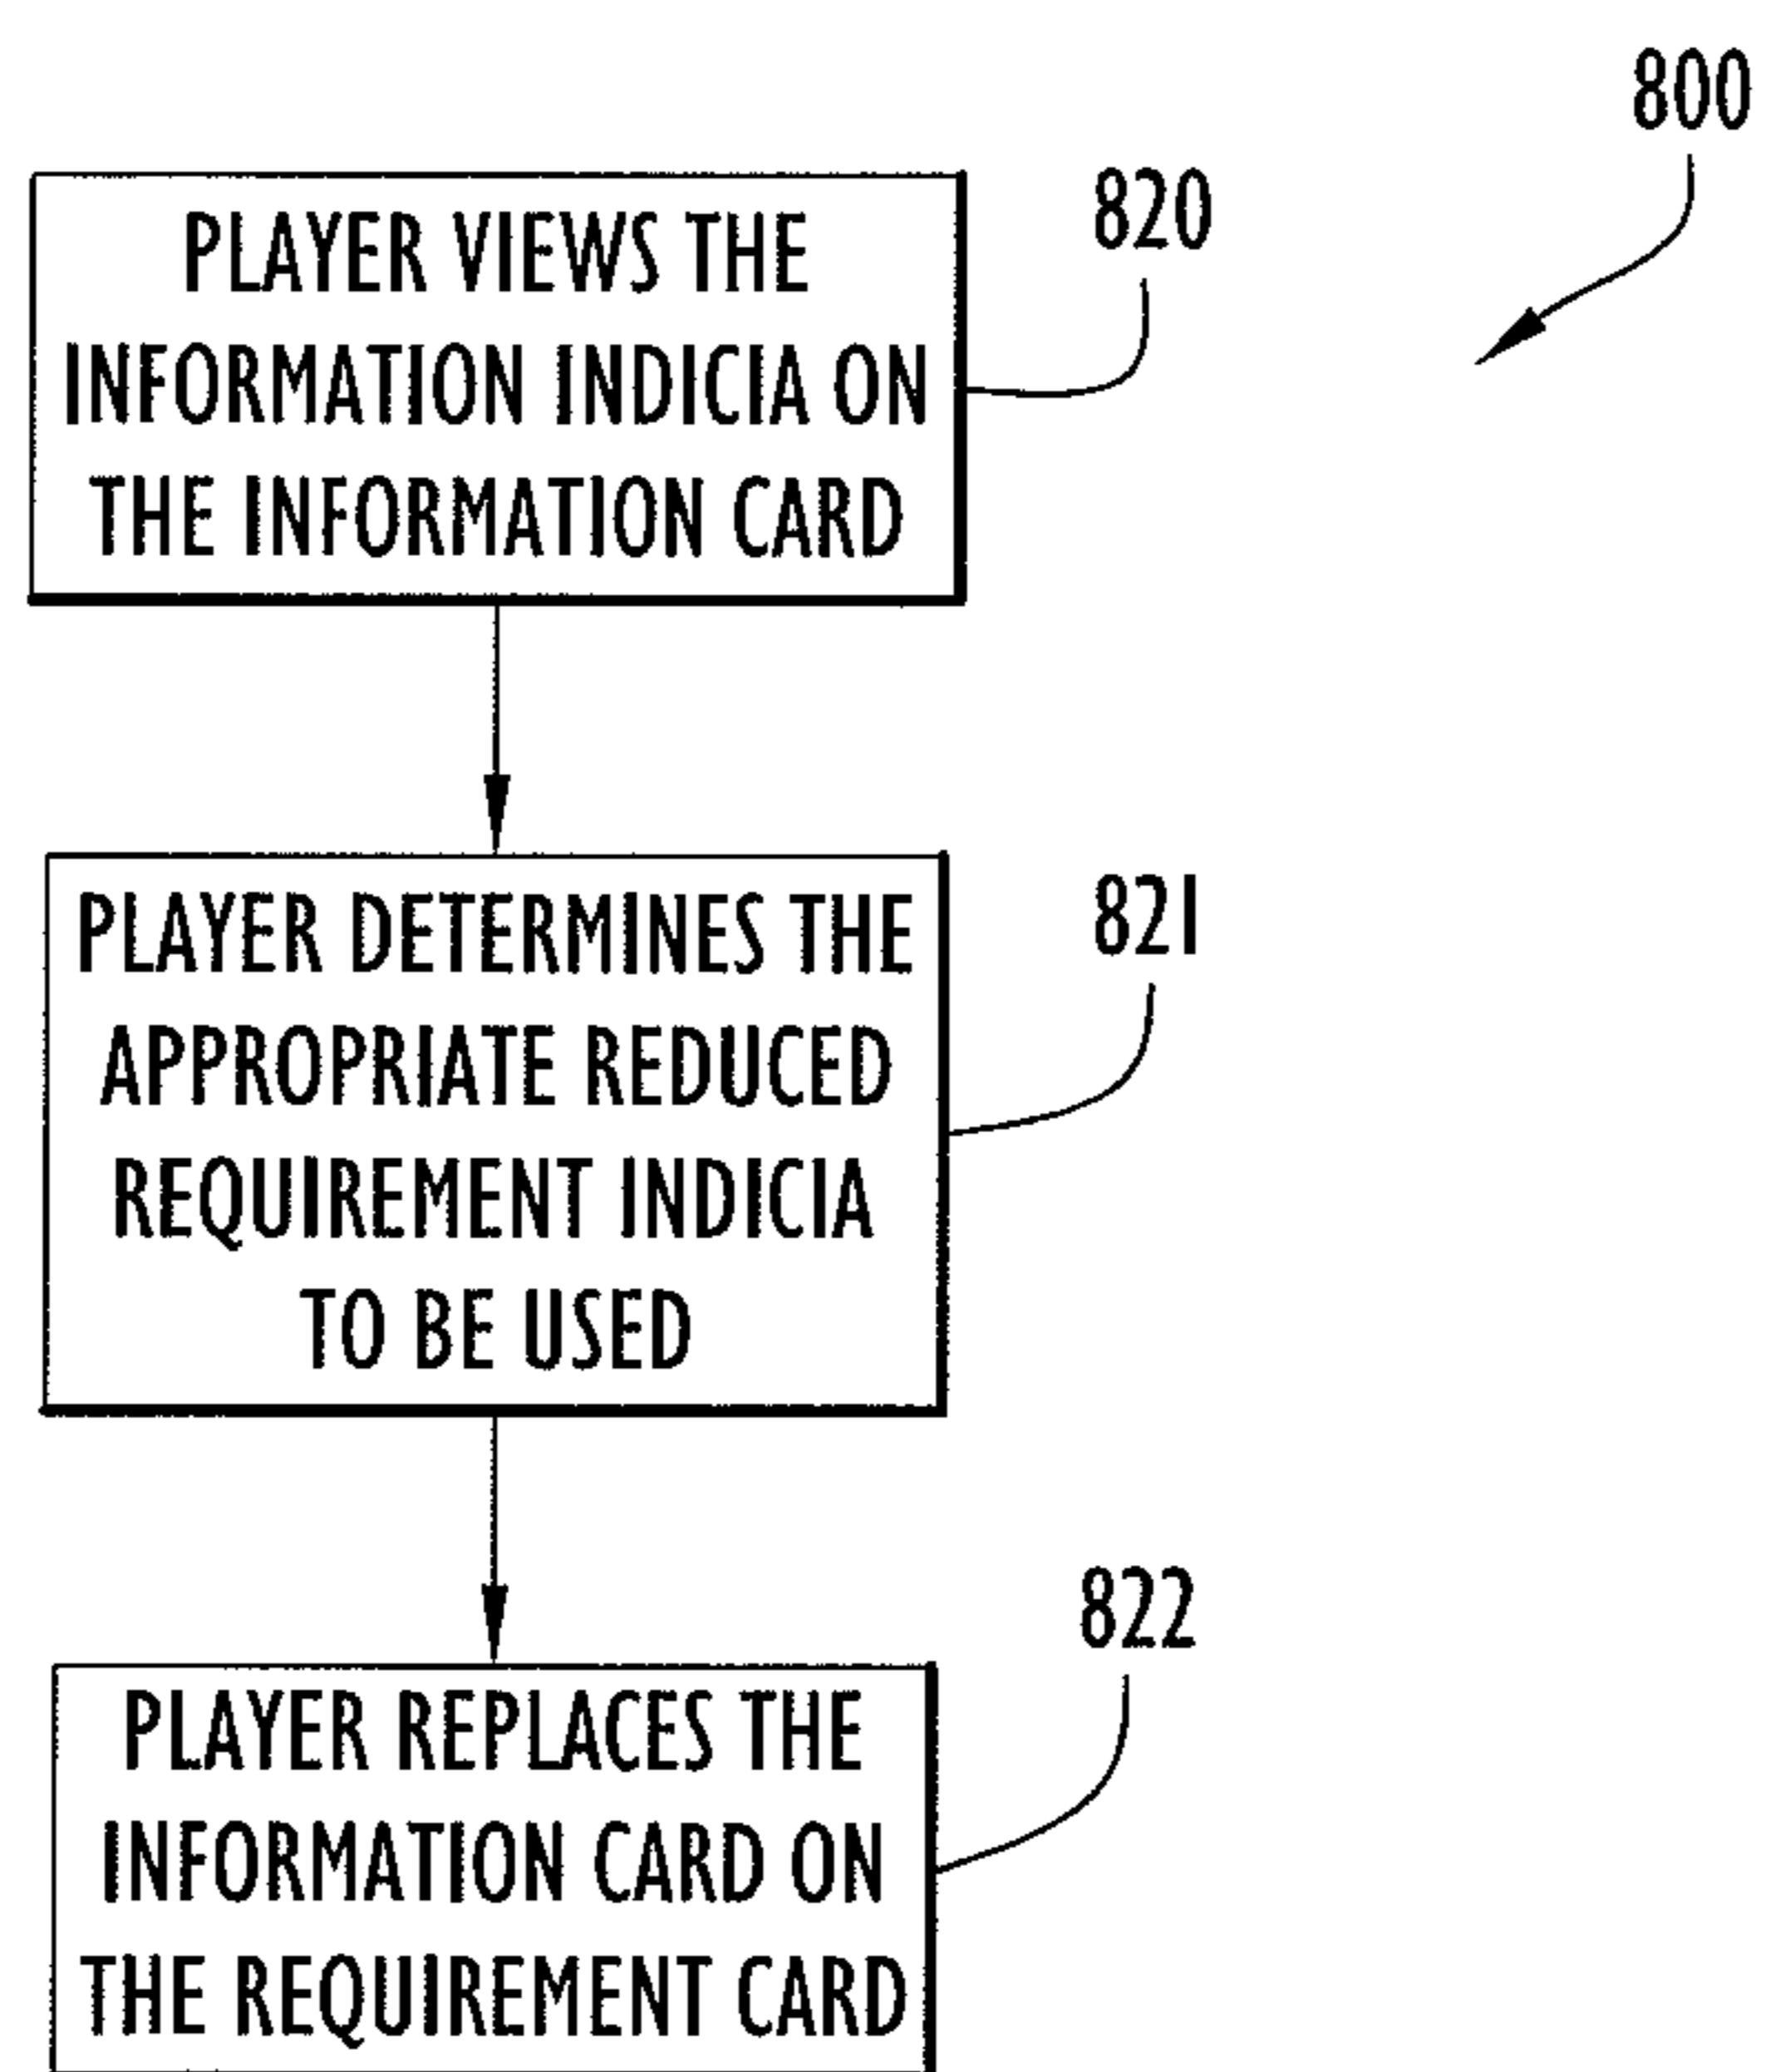 800
820
PLAYER VIEWS THE
INFORMATION INDICIA ON
THE INFORMATION CARD
821
PLAYER DETERMINES THE
APPROPRIATE REDUCED
REQUIREMENT INDICIA
TO BE USED
822
PLAYER REPLACES THE
INFORMATION CARD ON
THE REQUIREMENT CARD